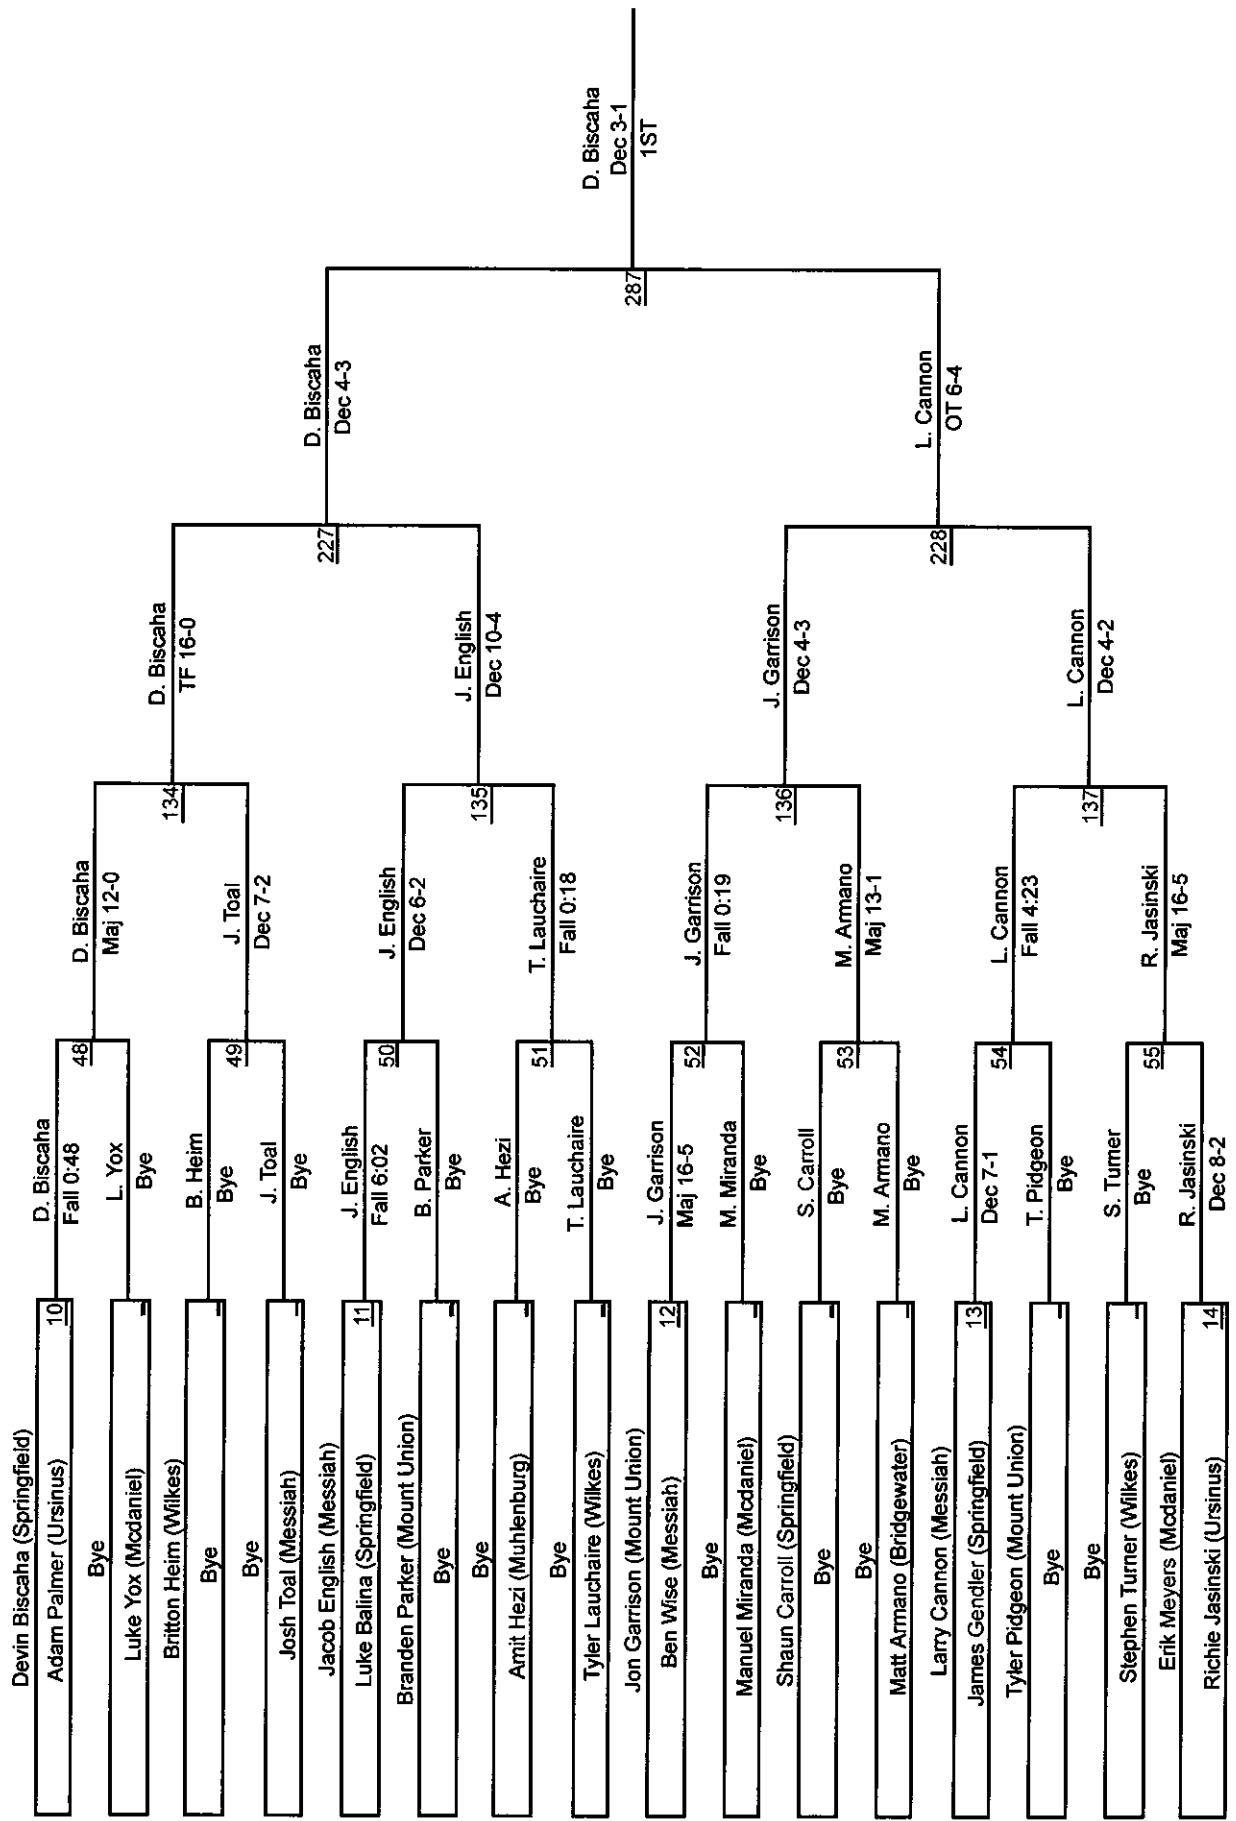 Devin Biscaha (Springfield)
10
Adam Palmer (Ursinus)
Bye
Luke Yox (Mcdaniel)
Britton Heim (Wilkes)
Bye
Bye
Josh Toal (Messiah)
Jacob English (Messiah)
11
Luke Balina (Springfield)
Branden Parker (Mount Union)
Bye
Bye
Amit Hezi (Muhlenburg)
Bye
Tyler Lauchaire (Wilkes)
Jon Garrison (Mount Union)
12
Ben Wise (Messiah)
Bye
Manuel Miranda (Mcdaniel)
Shaun Carroll (Springfield)
Bye
Bye
Matt Armano (Bridgewater)
Larry Cannon (Messiah)
13
James Gendler (Springfield)
Tyler Pidgeon (Mount Union)
Bye
Bye
Stephen Turner (Wilkes)
Erik Meyers (Mcdaniel)
14
Richie Jasinski (Ursinus)
D. Biscaha
Fall 0:48
48
L. Yox
Bye
B. Heim
Bye
49
J. Toal
Bye
J. English
Fall 6:02
50
B. Parker
Bye
A. Hezi
Bye
51
T. Lauchaire
Bye
J. Garrison
Maj 16-5
52
M. Miranda
Bye
S. Carroll
Bye
53
M. Armano
Bye
L. Cannon
Dec 7-1
54
T. Pidgeon
Bye
S. Turner
Bye
55
R. Jasinski
Dec 8-2
D. Biscaha
Maj 12-0
134
J. Toal
Dec 7-2
J. English
Dec 6-2
135
T. Lauchaire
Fall 0:18
J. Garrison
Fall 0:19
136
M. Armano
Maj 13-1
L. Cannon
Fall 4:23
137
R. Jasinski
Maj 16-5
D. Biscaha
TF 16-0
227
J. English
Dec 10-4
J. Garrison
Dec 4-3
228
L. Cannon
Dec 4-2
D. Biscaha
Dec 4-3
287
L. Cannon
OT 6-4
D. Biscaha
Dec 3-1
1ST